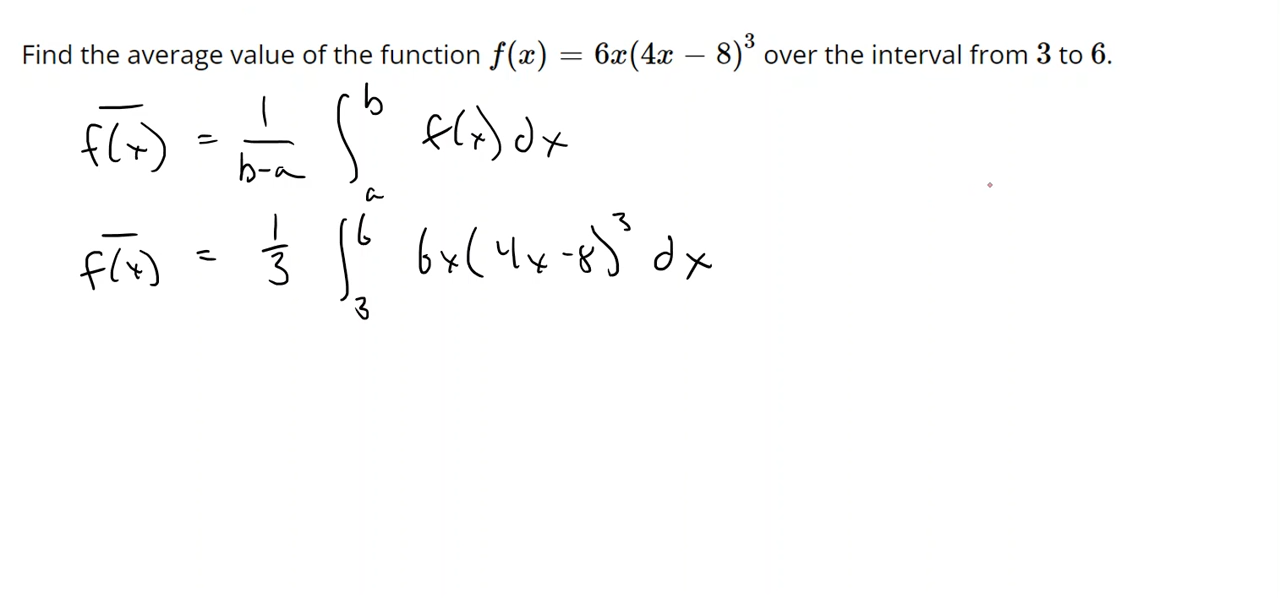 Find the average value of the function f(x) = 6x(4x − 8)³ over the interval from 3 to 6.
f(x)‾ = 1/(b-a) ∫_a^b f(x) dx
f(x)‾ = 1/3 ∫_3^6 6x(4x-8)³ dx